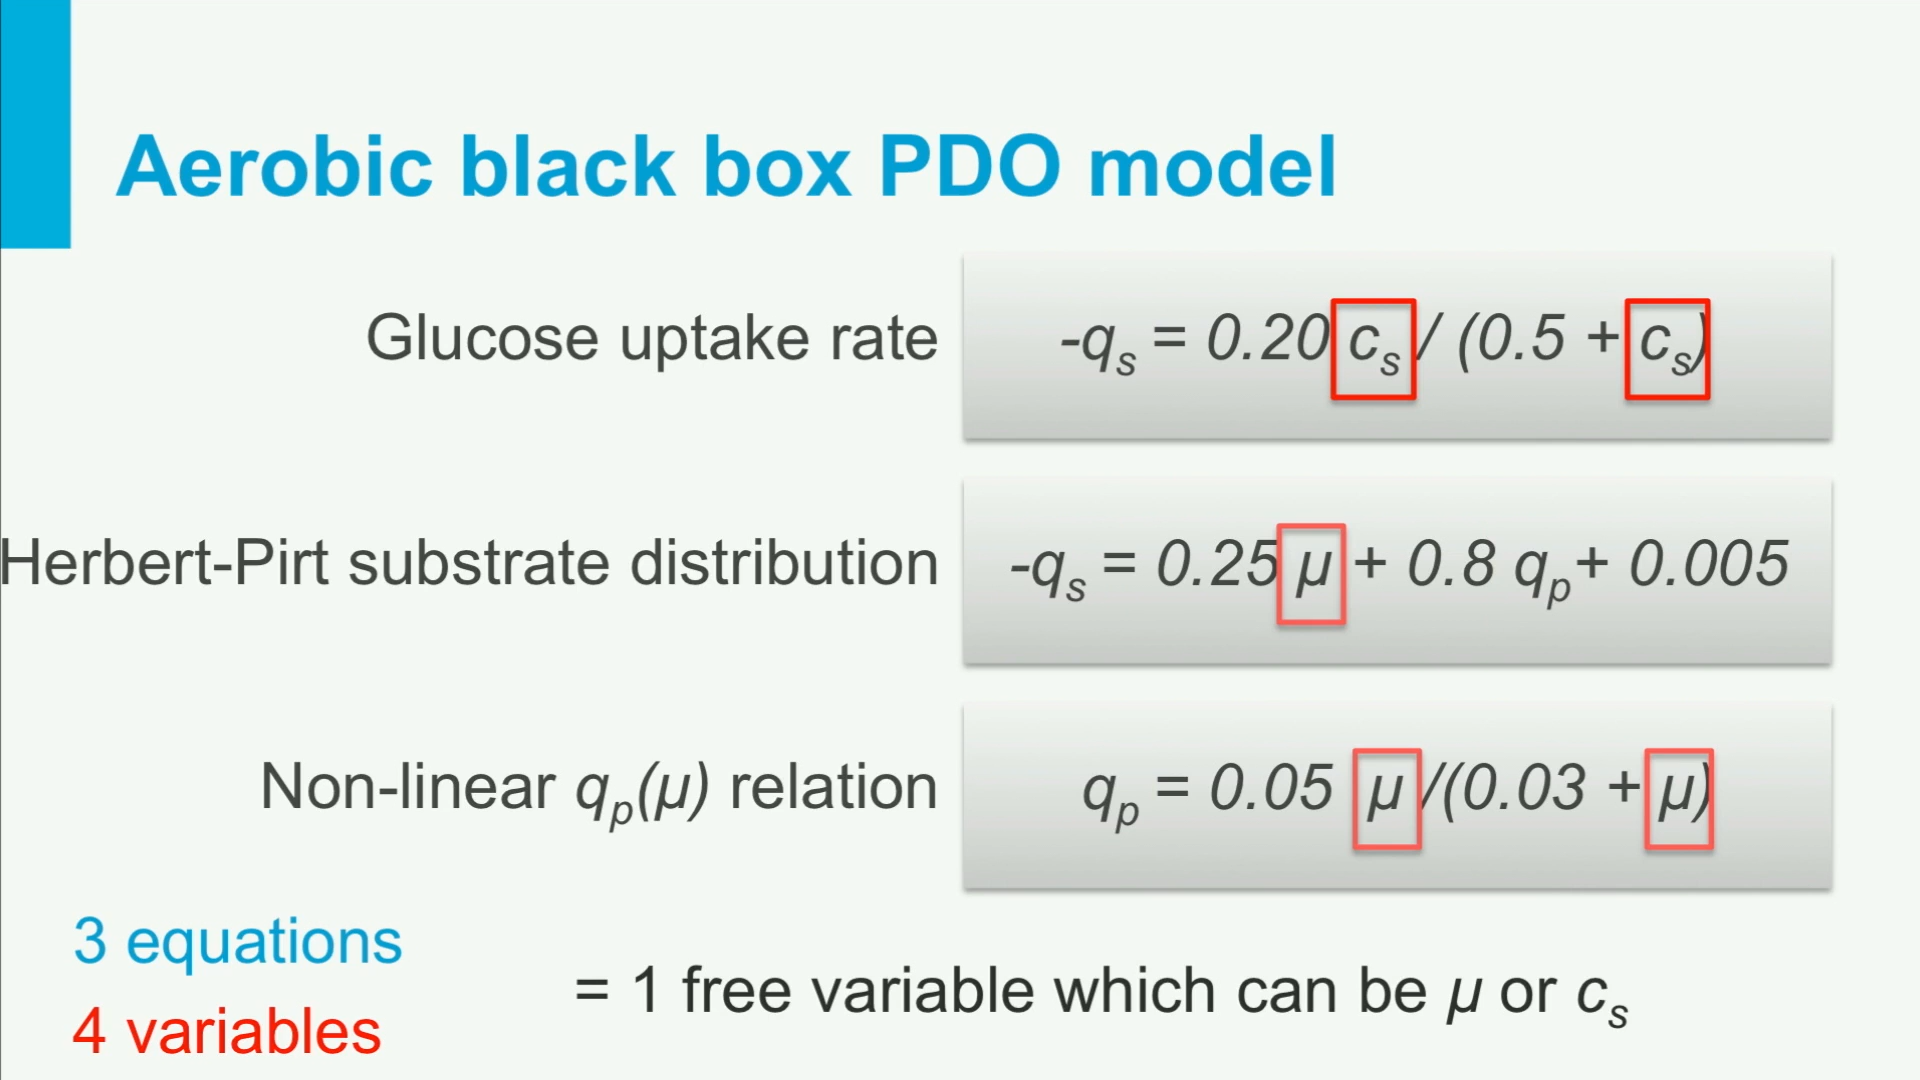 Aerobic black box PDO model
Glucose uptake rate
-qₛ = 0.20 cₛ / (0.5 + cₛ)
Herbert-Pirt substrate distribution
-qₛ = 0.25 μ + 0.8 qₚ+ 0.005
Non-linear qₚ(μ) relation
qₚ = 0.05 μ /(0.03 + μ)
3 equations
4 variables
= 1 free variable which can be μ or cₛ